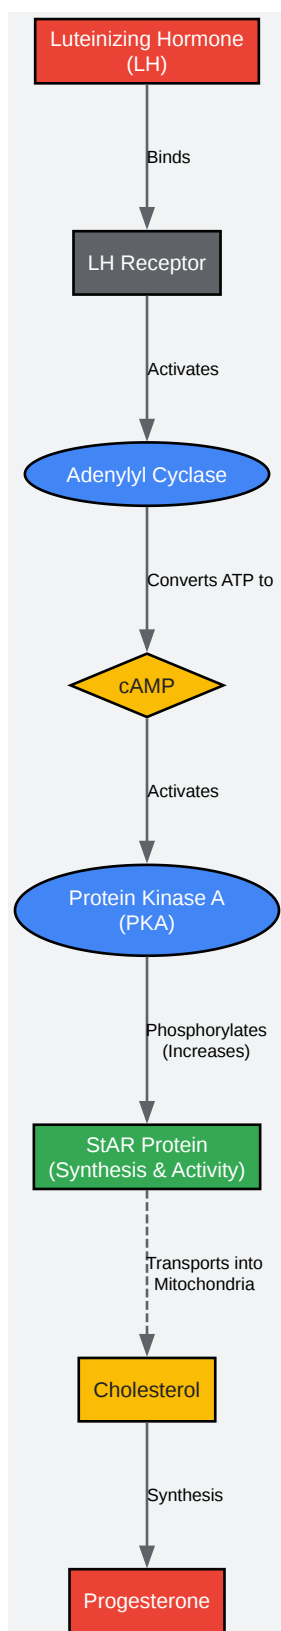 Luteinizing Hormone
(LH)
Binds
LH Receptor
Activates
Adenylyl Cyclase
Converts ATP to
cAMP
Activates
Protein Kinase A
(PKA)
Phosphorylates
(Increases)
StAR Protein
(Synthesis & Activity)
Transports into
Mitochondria
Cholesterol
Synthesis
Progesterone